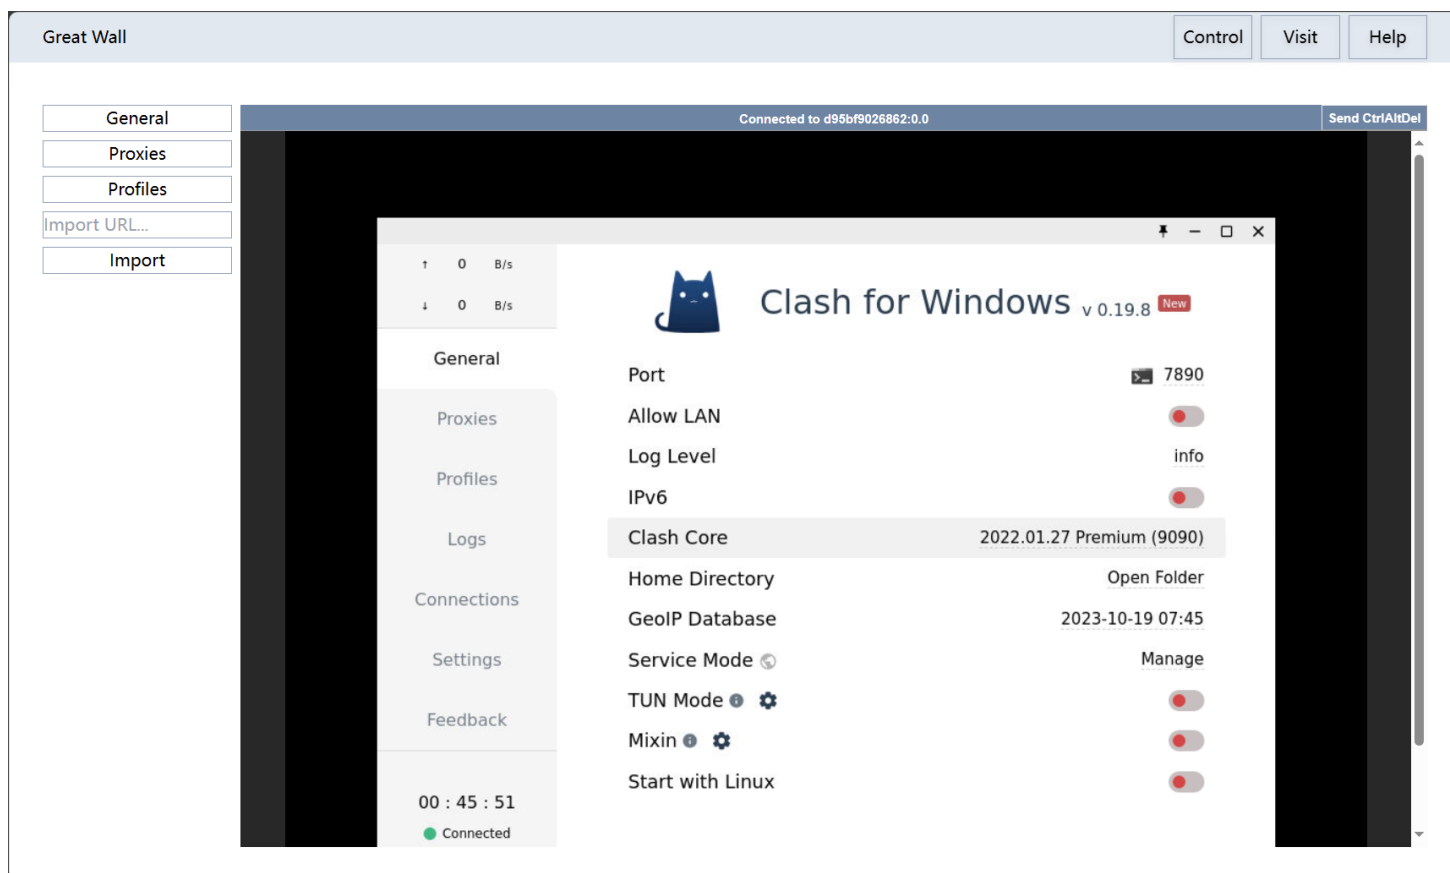 Great Wall
Control
Visit
Help
General
Proxies
Profiles
Import URL...
Import
Connected to d95bf9026862:0.0
Send CtrlAltDel
↑ 0 B/s
↓ 0 B/s
General
Proxies
Profiles
Logs
Connections
Settings
Feedback
00 : 45 : 51
Connected
Clash for Windows v 0.19.8 New
Port 7890
Allow LAN
Log Level info
IPv6
Clash Core 2022.01.27 Premium (9090)
Home Directory Open Folder
GeoIP Database 2023-10-19 07:45
Service Mode Manage
TUN Mode
Mixin
Start with Linux